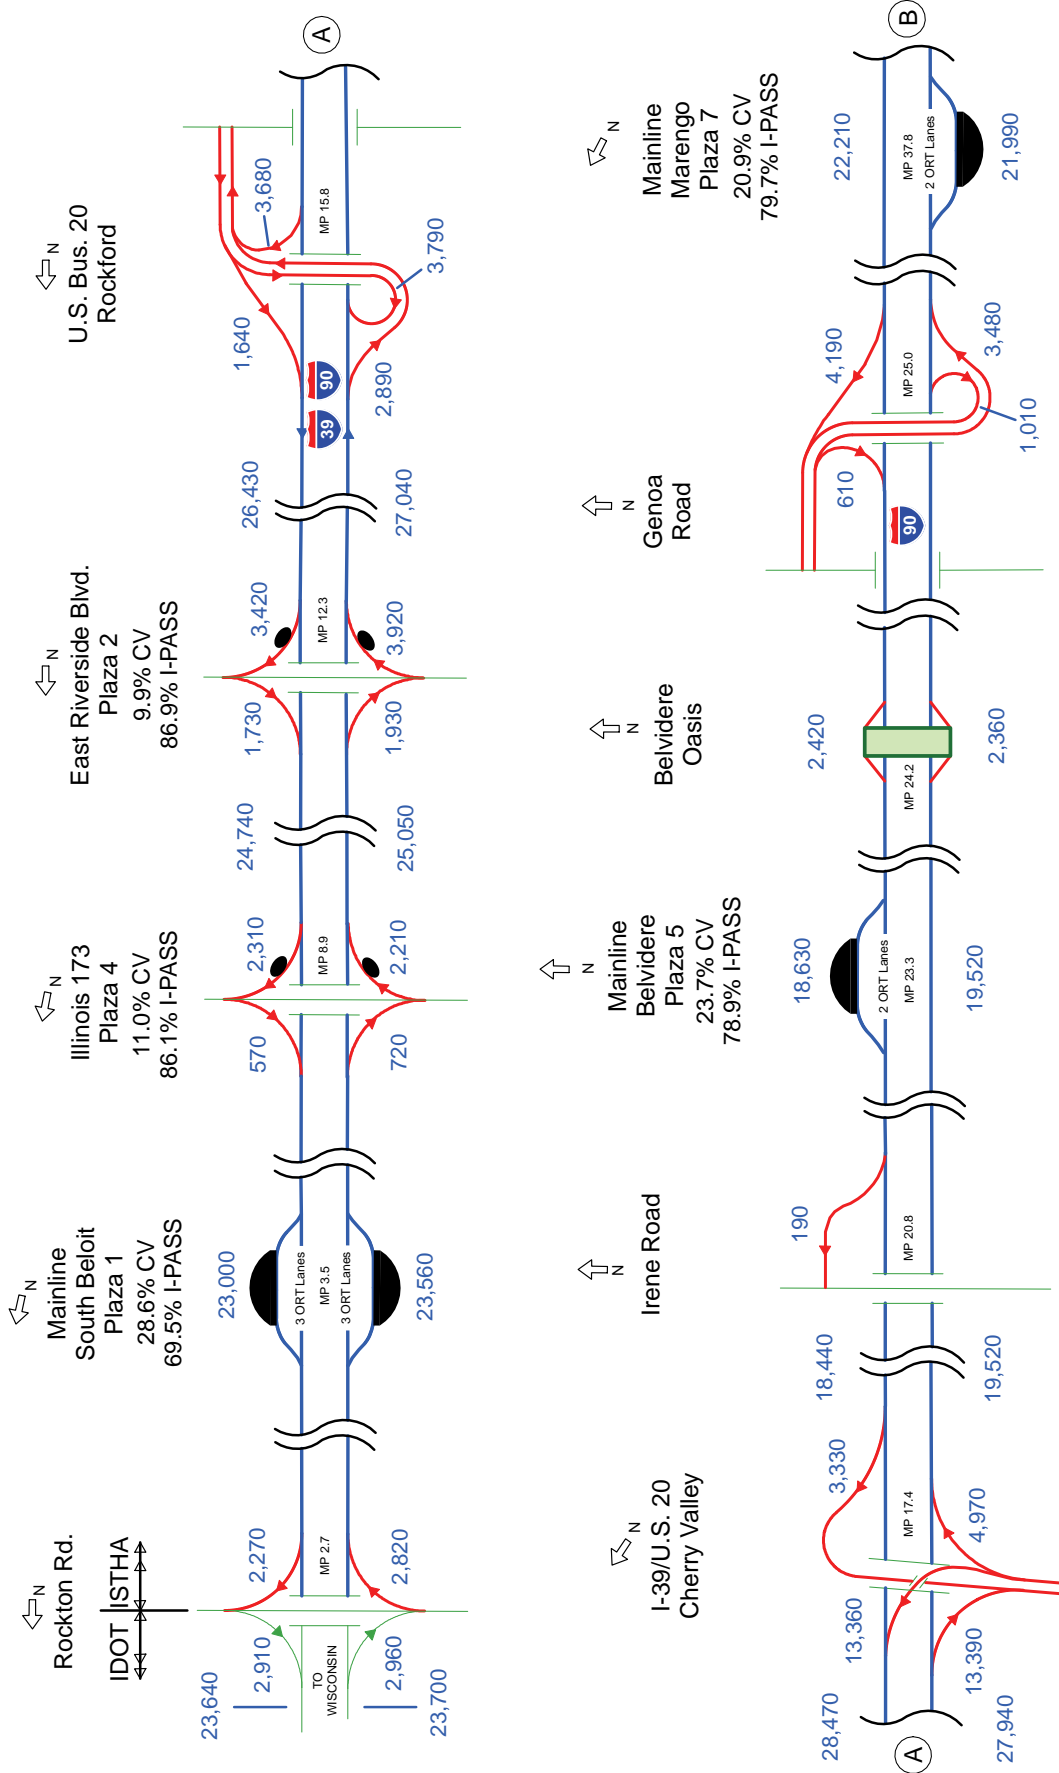 N
Rockton Rd.
IDOT
ISTHA
23,640
2,910
2,270
TO
WISCONSIN
MP 2.7
2,960
2,820
23,700
N
Mainline
South Beloit
Plaza 1
28.6% CV
69.5% I-PASS
23,000
3 ORT Lanes
MP 3.5
3 ORT Lanes
23,560
N
Illinois 173
Plaza 4
11.0% CV
86.1% I-PASS
570
2,310
MP 8.9
720
2,210
24,740
25,050
N
East Riverside Blvd.
Plaza 2
9.9% CV
86.9% I-PASS
1,730
3,420
MP 12.3
1,930
3,920
26,430
27,040
39
90
N
U.S. Bus. 20
Rockford
1,640
3,680
MP 15.8
2,890
3,790
A
N
I-39/U.S. 20
Cherry Valley
28,470
13,360
3,330
A
MP 17.4
27,940
13,390
4,970
18,440
19,520
N
Irene Road
190
MP 20.8
N
Mainline
Belvidere
Plaza 5
23.7% CV
78.9% I-PASS
18,630
2 ORT Lanes
MP 23.3
19,520
N
Belvidere
Oasis
2,420
MP 24.2
2,360
N
Genoa
Road
90
610
4,190
MP 25.0
1,010
3,480
N
Mainline
Marengo
Plaza 7
20.9% CV
79.7% I-PASS
22,210
MP 37.8
2 ORT Lanes
21,990
B